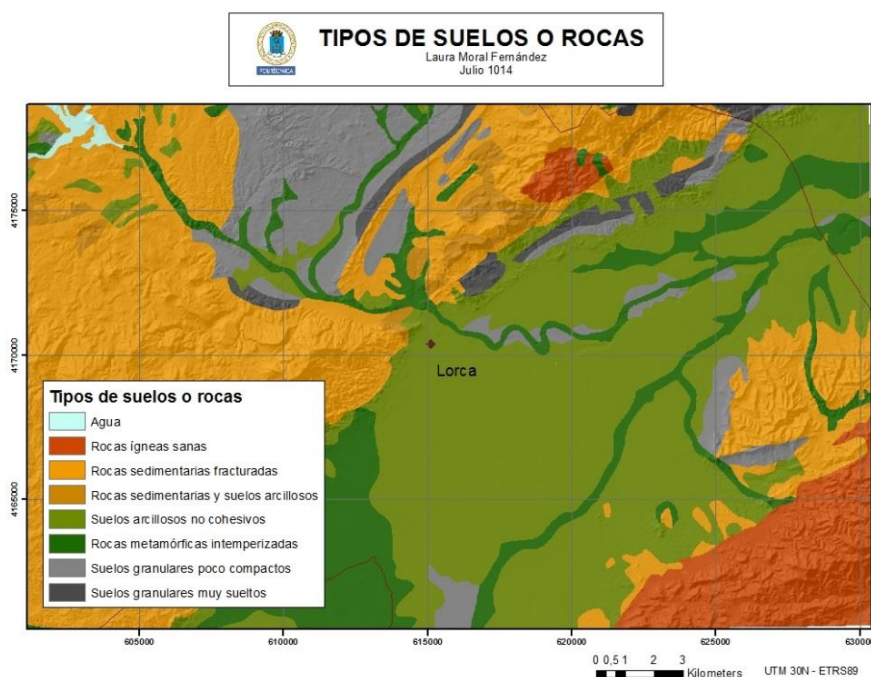 TIPOS DE SUELOS O ROCAS
Laura Moral Fernández
Julio 1014
POLITÉCNICA
4175000
4170000
Lorca
Tipos de suelos o rocas
Agua
Rocas ígneas sanas
Rocas sedimentarias fracturadas
Rocas sedimentarias y suelos arcillosos
Suelos arcillosos no cohesivos
Rocas metamórficas intemperizadas
Suelos granulares poco compactos
Suelos granulares muy sueltos
4165000
605000 610000 615000 620000 625000 630000
0 0,5 1 2 3
Kilometers
UTM 30N - ETRS89